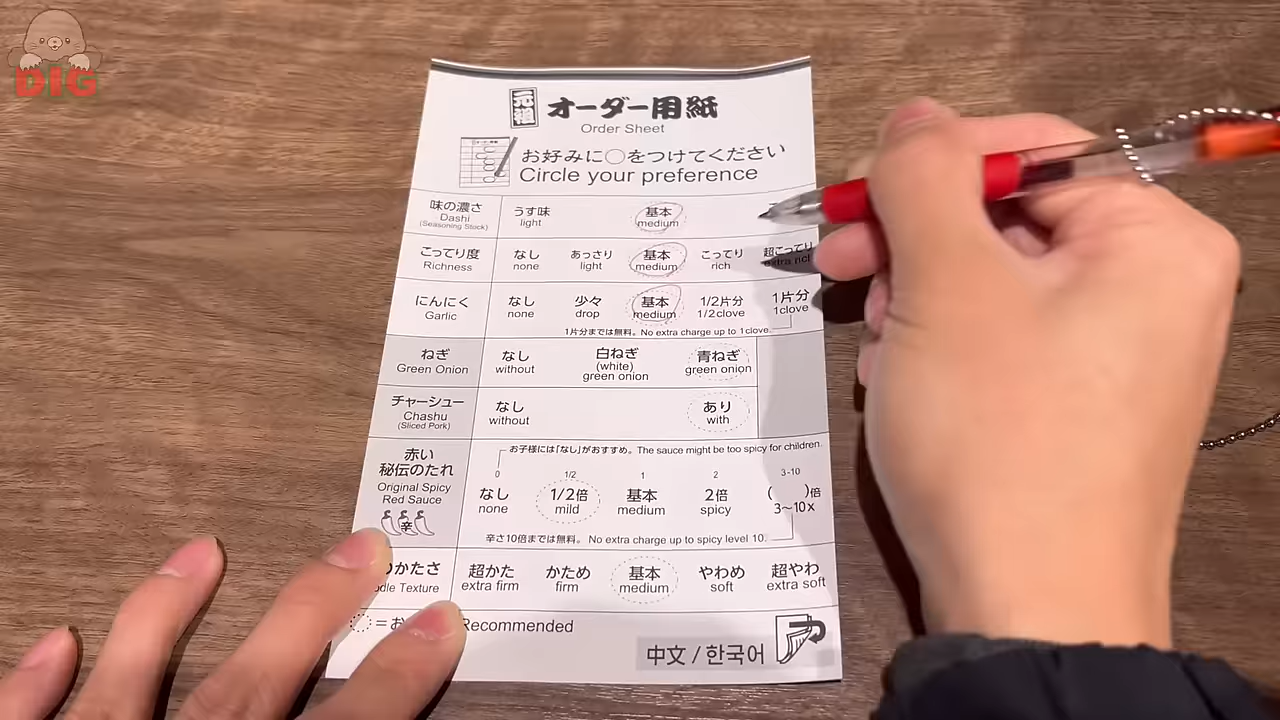 DIG
元祖 オーダー用紙
Order Sheet
お好みに○をつけてください
Circle your preference
味の濃さ
Dashi
(Seasoning Stock)
うす味
light
基本
medium
こってり度
Richness
なし
none
あっさり
light
基本
medium
こってり
rich
超こってり
extra rich
にんにく
Garlic
なし
none
少々
drop
基本
medium
1/2片分
1/2clove
1片分
1clove
1片分までは無料。No extra charge up to 1clove.
ねぎ
Green Onion
なし
without
白ねぎ
(white)
green onion
青ねぎ
green onion
チャーシュー
Chashu
(Sliced Pork)
なし
without
あり
with
赤い
秘伝のたれ
Original Spicy
Red Sauce
辛
お子様には「なし」がおすすめ。The sauce might be too spicy for children.
0
なし
none
1/2
1/2倍
mild
1
基本
medium
2
2倍
spicy
3-10
( )倍
3〜10x
辛さ10倍までは無料。No extra charge up to spicy level 10.
のかたさ
dle Texture
超かた
extra firm
かため
firm
基本
medium
やわめ
soft
超やわ
extra soft
=お Recommended
中文 / 한국어